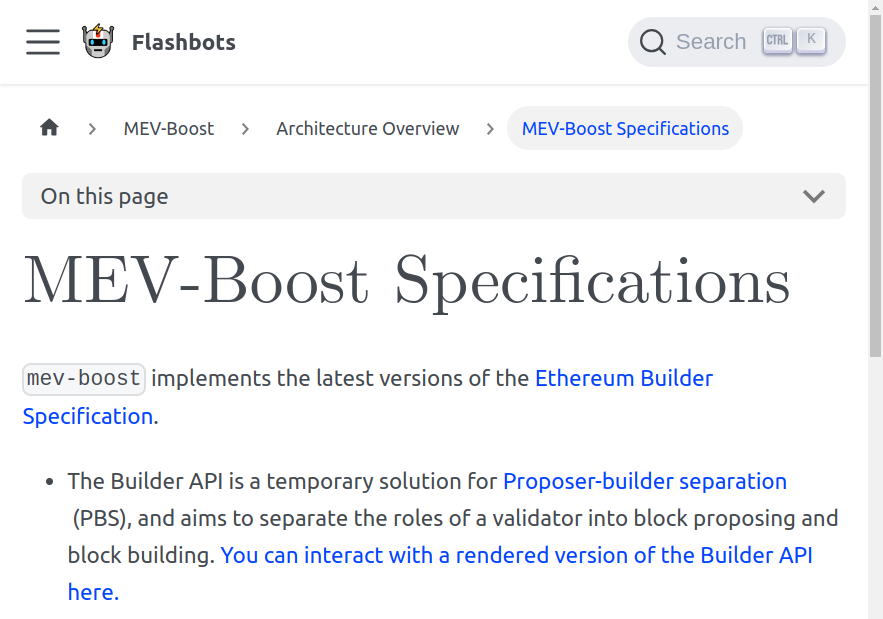 Flashbots
Search CTRL K
MEV-Boost
Architecture Overview
MEV-Boost Specifications
On this page
MEV-Boost Specifications
mev-boost implements the latest versions of the Ethereum Builder
Specification.
The Builder API is a temporary solution for Proposer-builder separation
(PBS), and aims to separate the roles of a validator into block proposing and
block building. You can interact with a rendered version of the Builder API
here.